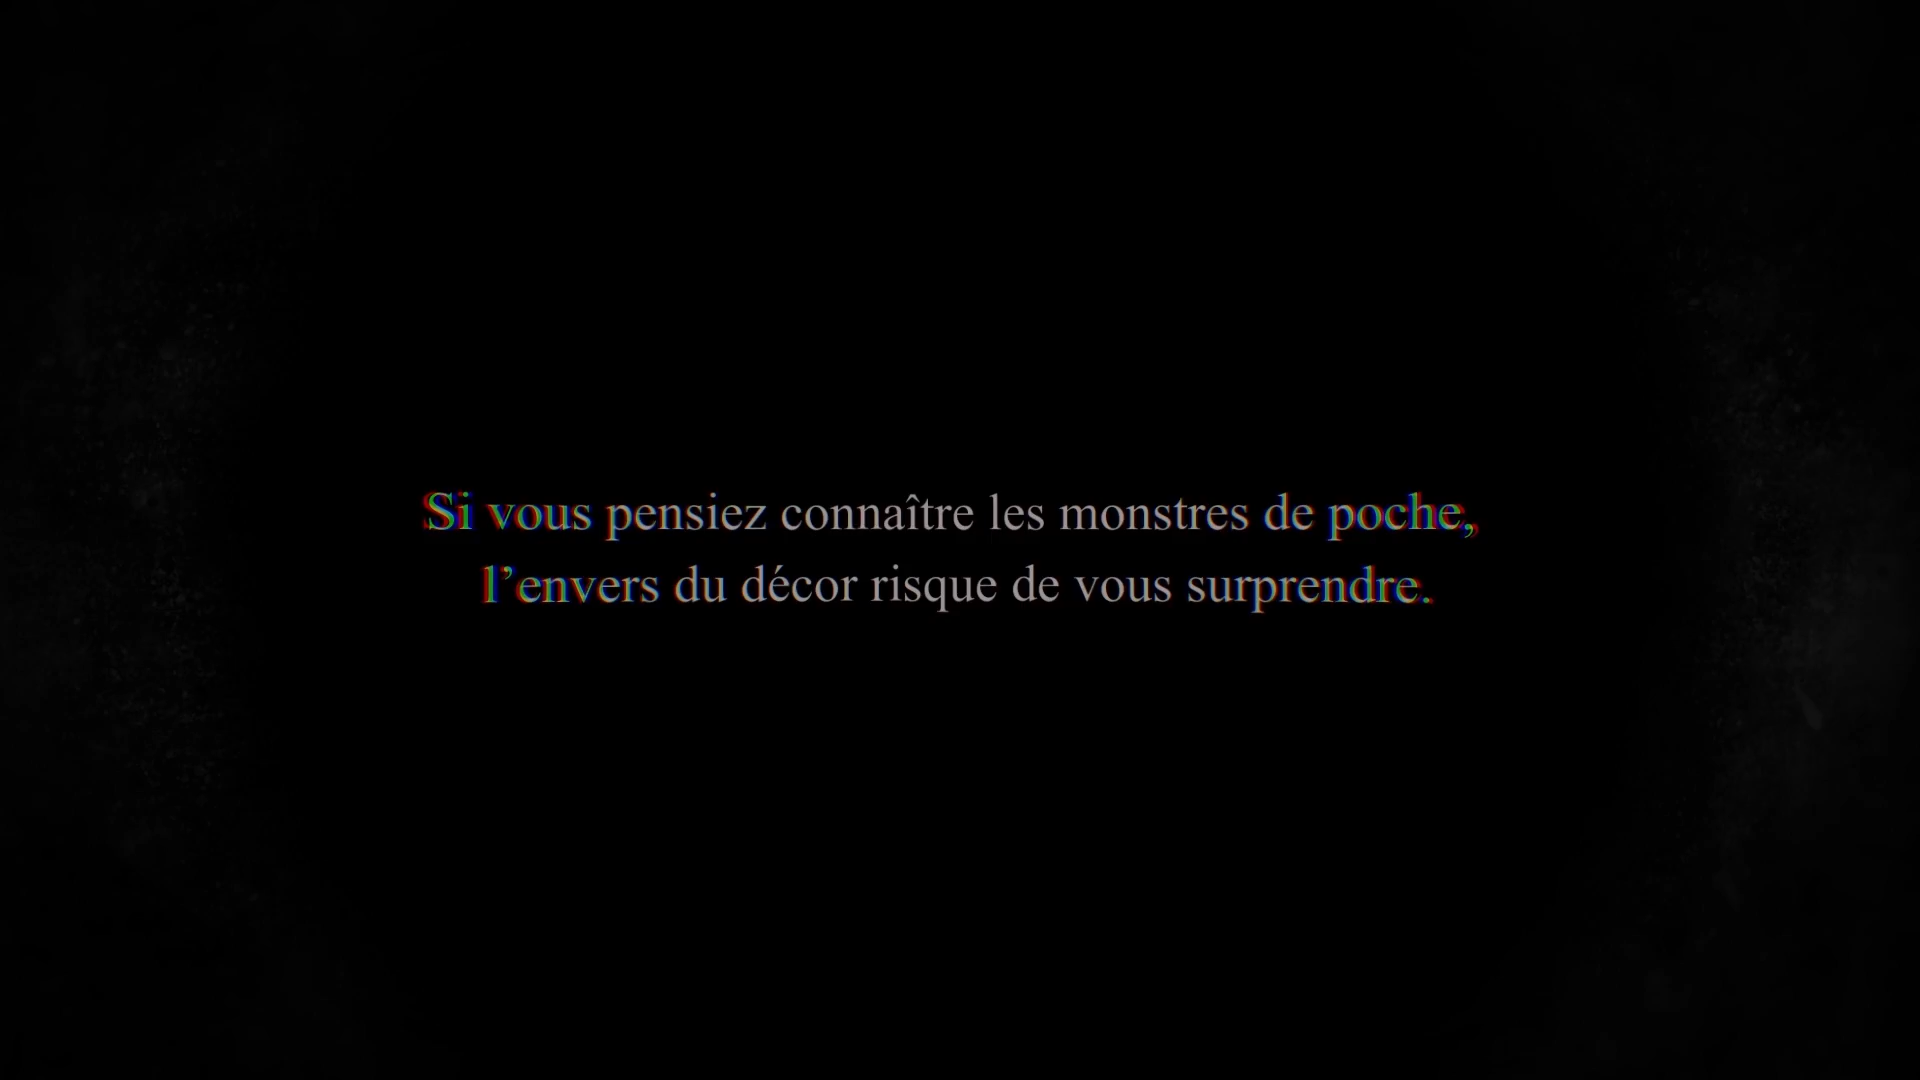 Si vous pensiez connaître les monstres de poche,
l’envers du décor risque de vous surprendre.